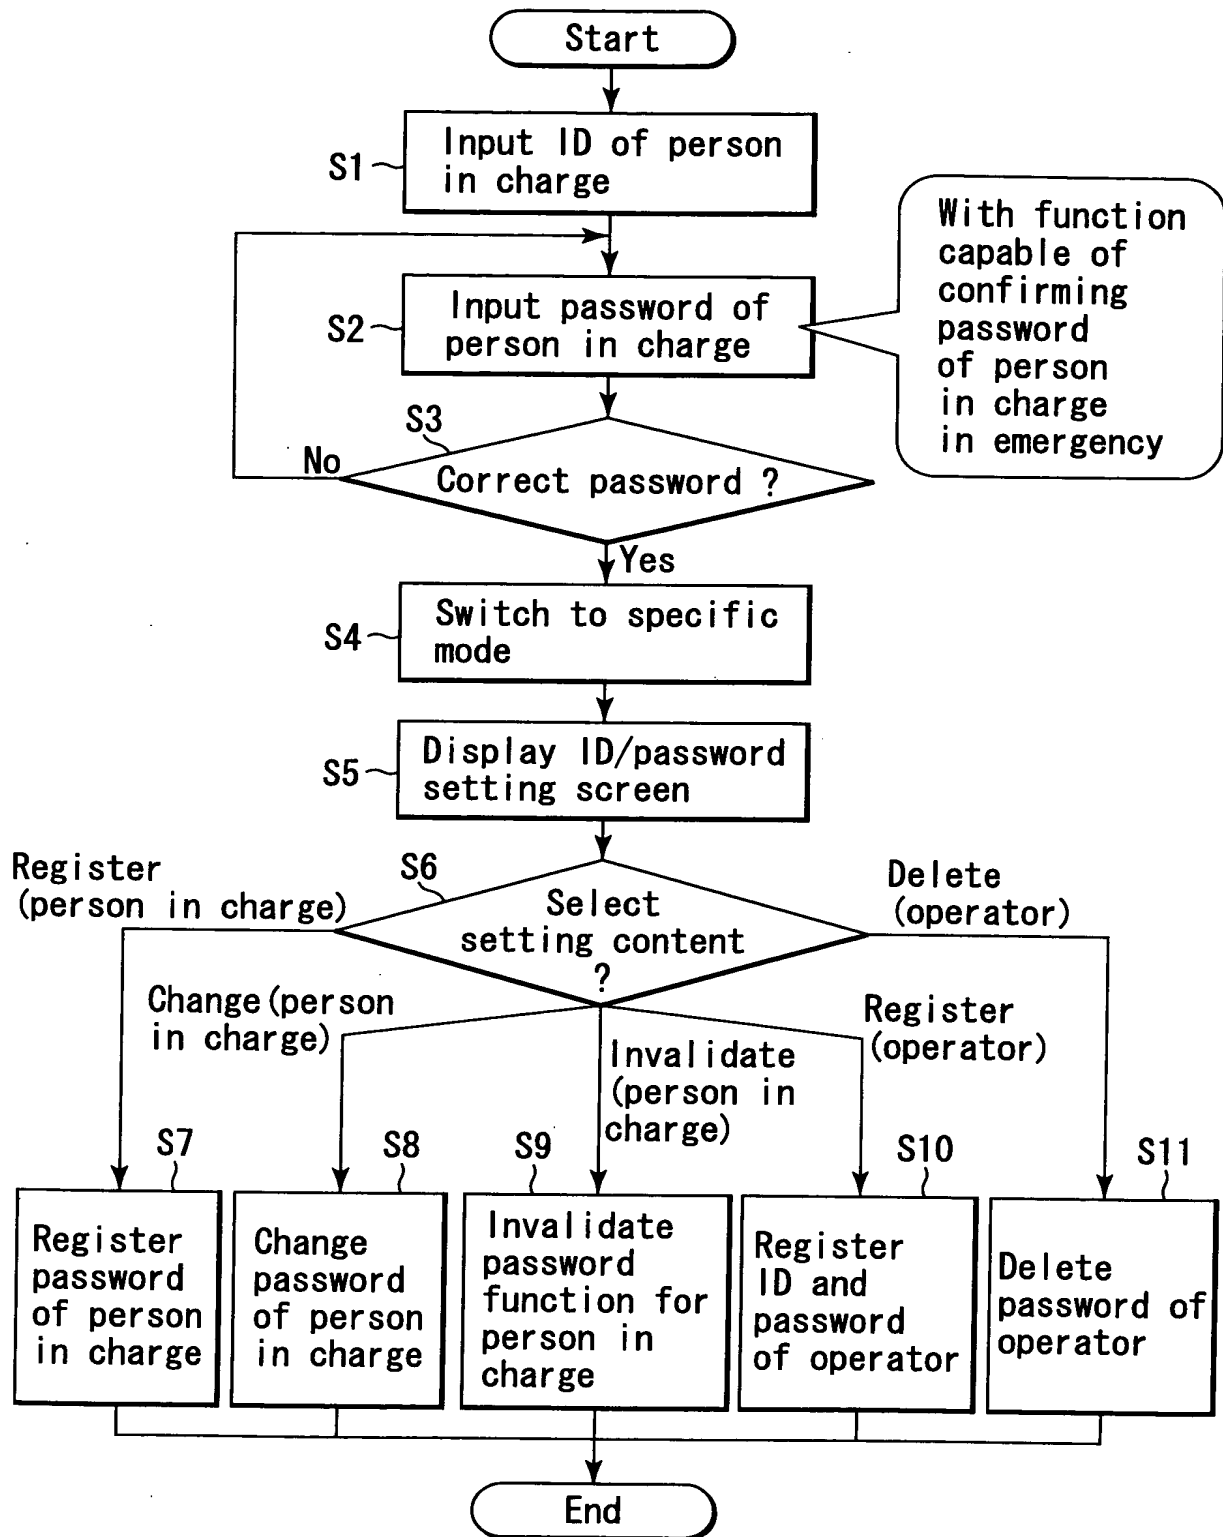 Start
S1
Input ID of person
in charge
With function
capable of
confirming
password
of person
in charge
in emergency
S2
Input password of
person in charge
S3
No
Correct password ?
Yes
S4
Switch to specific
mode
S5
Display ID/password
setting screen
Register
(person in charge)
S6
Select
setting content
?
Delete
(operator)
Change(person
in charge)
Invalidate
(person in
charge)
Register
(operator)
S7
Register
password
of person
in charge
S8
Change
password
of person
in charge
S9
Invalidate
password
function for
person in
charge
S10
Register
ID and
password
of operator
S11
Delete
password of
operator
End